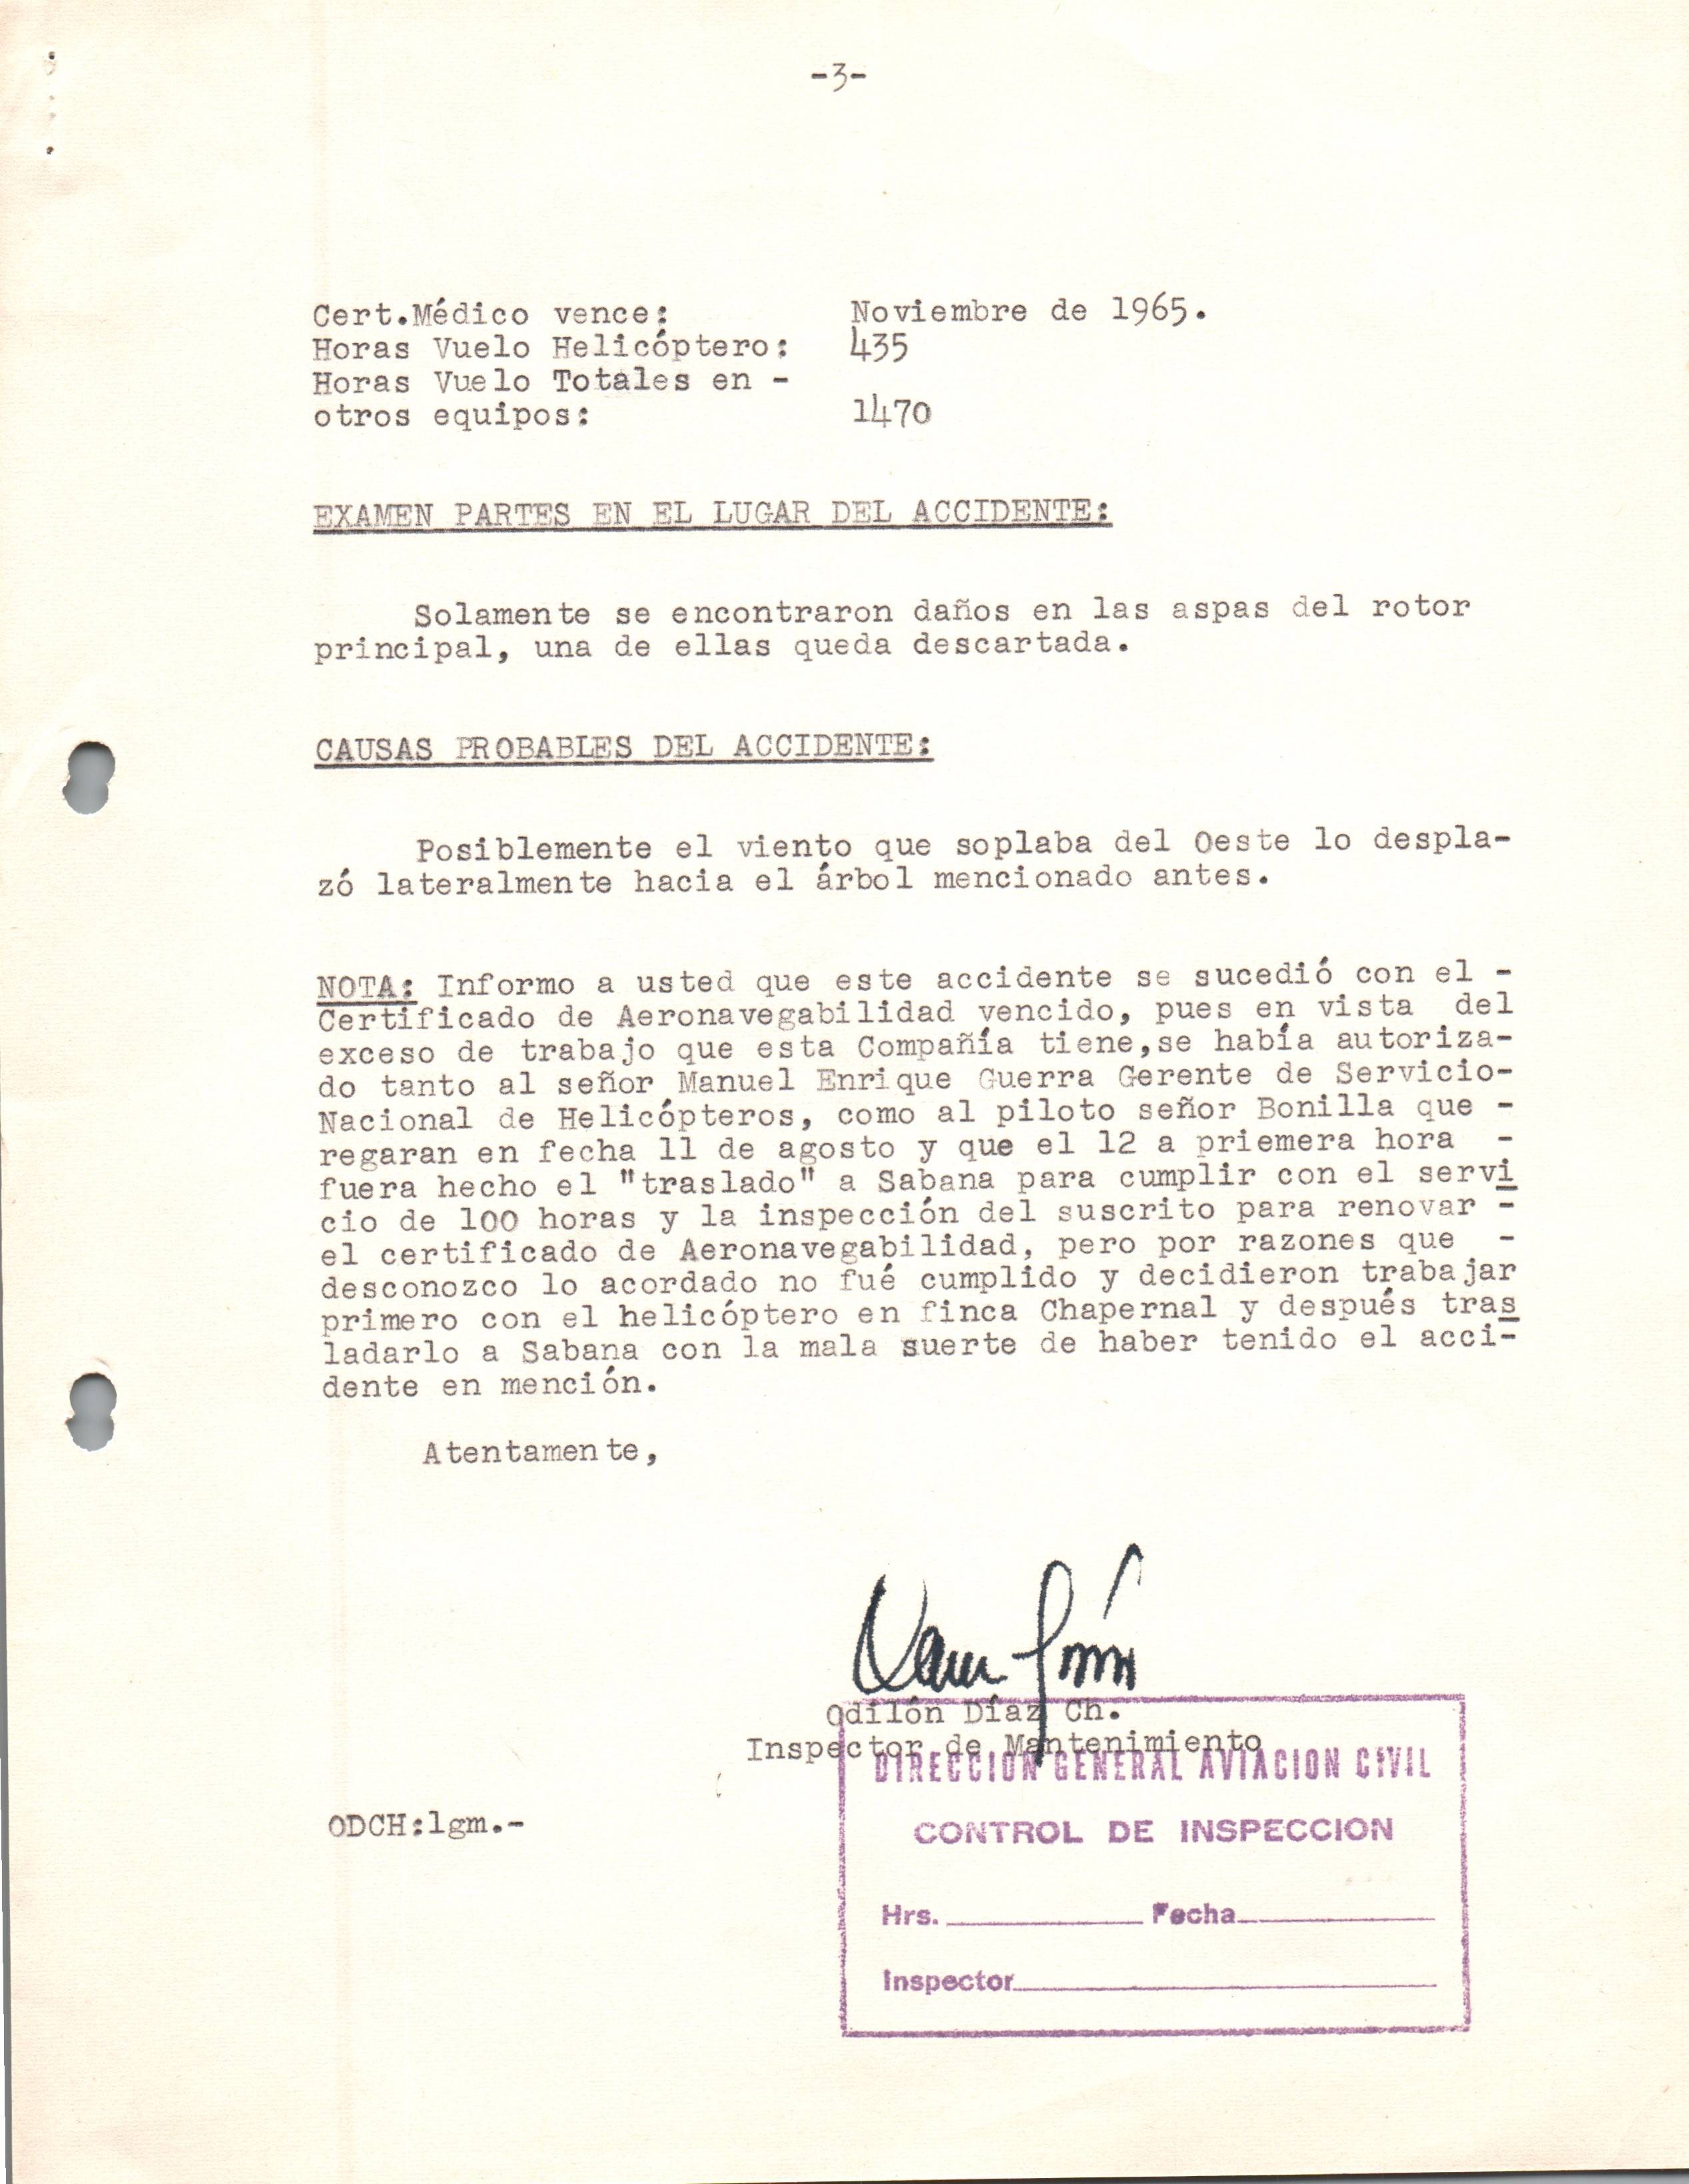 -3-
Cert.Médico vence: Noviembre de 1965.
Horas Vuelo Helicóptero: 435
Horas Vuelo Totales en -
otros equipos: 1470
EXAMEN PARTES EN EL LUGAR DEL ACCIDENTE:
Solamente se encontraron daños en las aspas del rotor
principal, una de ellas queda descartada.
CAUSAS PROBABLES DEL ACCIDENTE:
Posiblemente el viento que soplaba del Oeste lo despla-
zó lateralmente hacia el árbol mencionado antes.
NOTA: Informo a usted que este accidente se sucedió con el -
Certificado de Aeronavegabilidad vencido, pues en vista del
exceso de trabajo que esta Compañía tiene,se había autoriza-
do tanto al señor Manuel Enrique Guerra Gerente de Servicio-
Nacional de Helicópteros, como al piloto señor Bonilla que -
regaran en fecha 11 de agosto y que el 12 a priemera hora -
fuera hecho el "traslado" a Sabana para cumplir con el servi
cio de 100 horas y la inspección del suscrito para renovar -
el certificado de Aeronavegabilidad, pero por razones que -
desconozco lo acordado no fué cumplido y decidieron trabajar
primero con el helicóptero en finca Chapernal y después tras
ladarlo a Sabana con la mala suerte de haber tenido el acci-
dente en mención.
Atentamente,
Odilón Díaz Ch.
Inspector de Mantenimiento
DIRECCION GENERAL AVIACION CIVIL
ODCH:lgm.-
CONTROL DE INSPECCION
Hrs. Fecha
Inspector